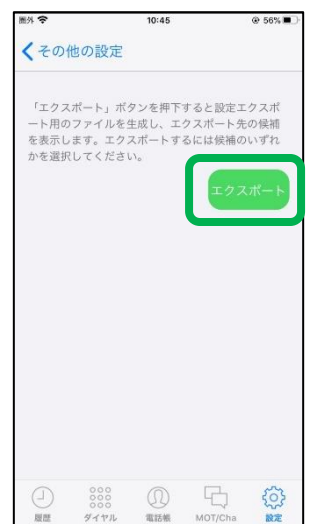 圏外 10:45 56%
その他の設定
「エクスポート」ボタンを押下すると設定エクスポ
ート用のファイルを生成し、エクスポート先の候補
を表示します。エクスポートするには候補のいずれ
かを選択してください。
エクスポート
履歴 ダイヤル 電話帳 MOT/Cha 設定